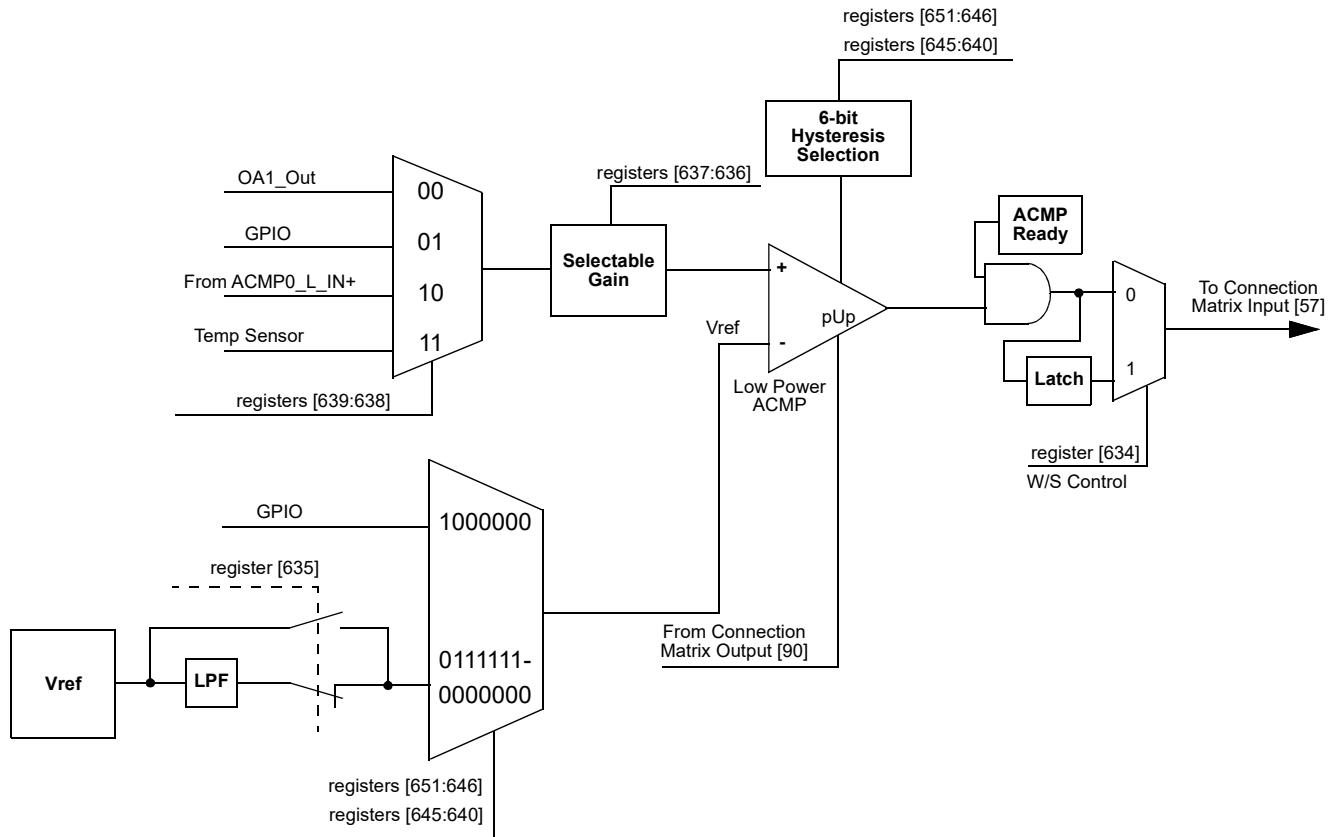 registers [651:646]
registers [645:640]
6-bit
Hysteresis
Selection
registers [637:636]
OA1_Out
00
GPIO
01
From ACMP0_L_IN+
10
Temp Sensor
11
registers [639:638]
Selectable
Gain
+
Vref
-
pUp
Low Power
ACMP
ACMP
Ready
0
Latch
1
To Connection
Matrix Input [57]
register [634]
W/S Control
GPIO
1000000
register [635]
Vref
LPF
0111111-
0000000
From Connection
Matrix Output [90]
registers [651:646]
registers [645:640]